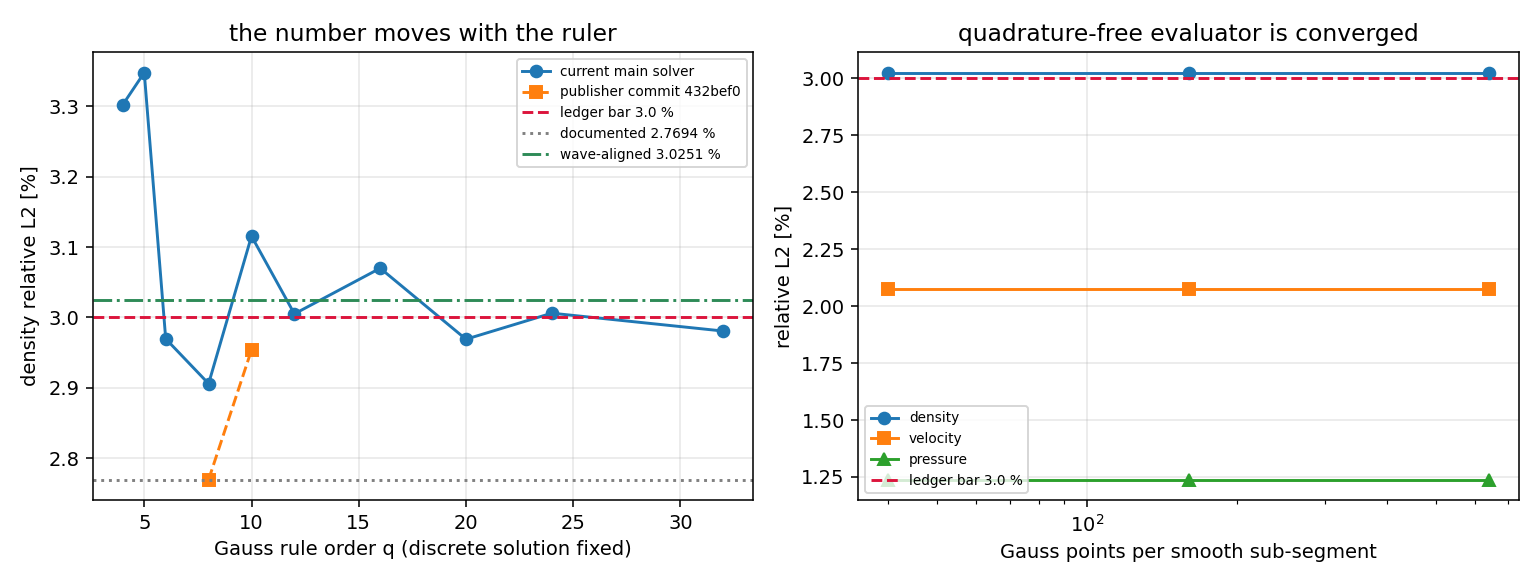 the number moves with the ruler
density relative L2 [%]
3.3
3.2
3.1
3.0
2.9
2.8
current main solver
publisher commit 432bef0
ledger bar 3.0 %
documented 2.7694 %
wave-aligned 3.0251 %
5
10
15
20
25
30
Gauss rule order q (discrete solution fixed)
quadrature-free evaluator is converged
relative L2 [%]
3.00
2.75
2.50
2.25
2.00
1.75
1.50
1.25
density
velocity
pressure
ledger bar 3.0 %
10²
Gauss points per smooth sub-segment